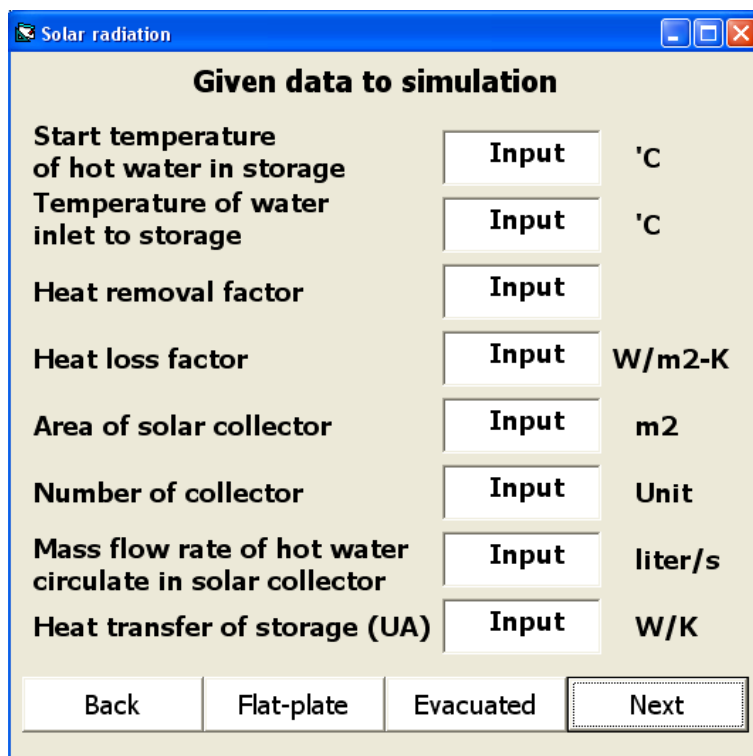 Solar radiation
Given data to simulation
Start temperature
of hot water in storage
Input 'C
Temperature of water
inlet to storage
Input 'C
Heat removal factor Input
Heat loss factor Input W/m2-K
Area of solar collector Input m2
Number of collector Input Unit
Mass flow rate of hot water
circulate in solar collector
Input liter/s
Heat transfer of storage (UA) Input W/K
Back Flat-plate Evacuated Next